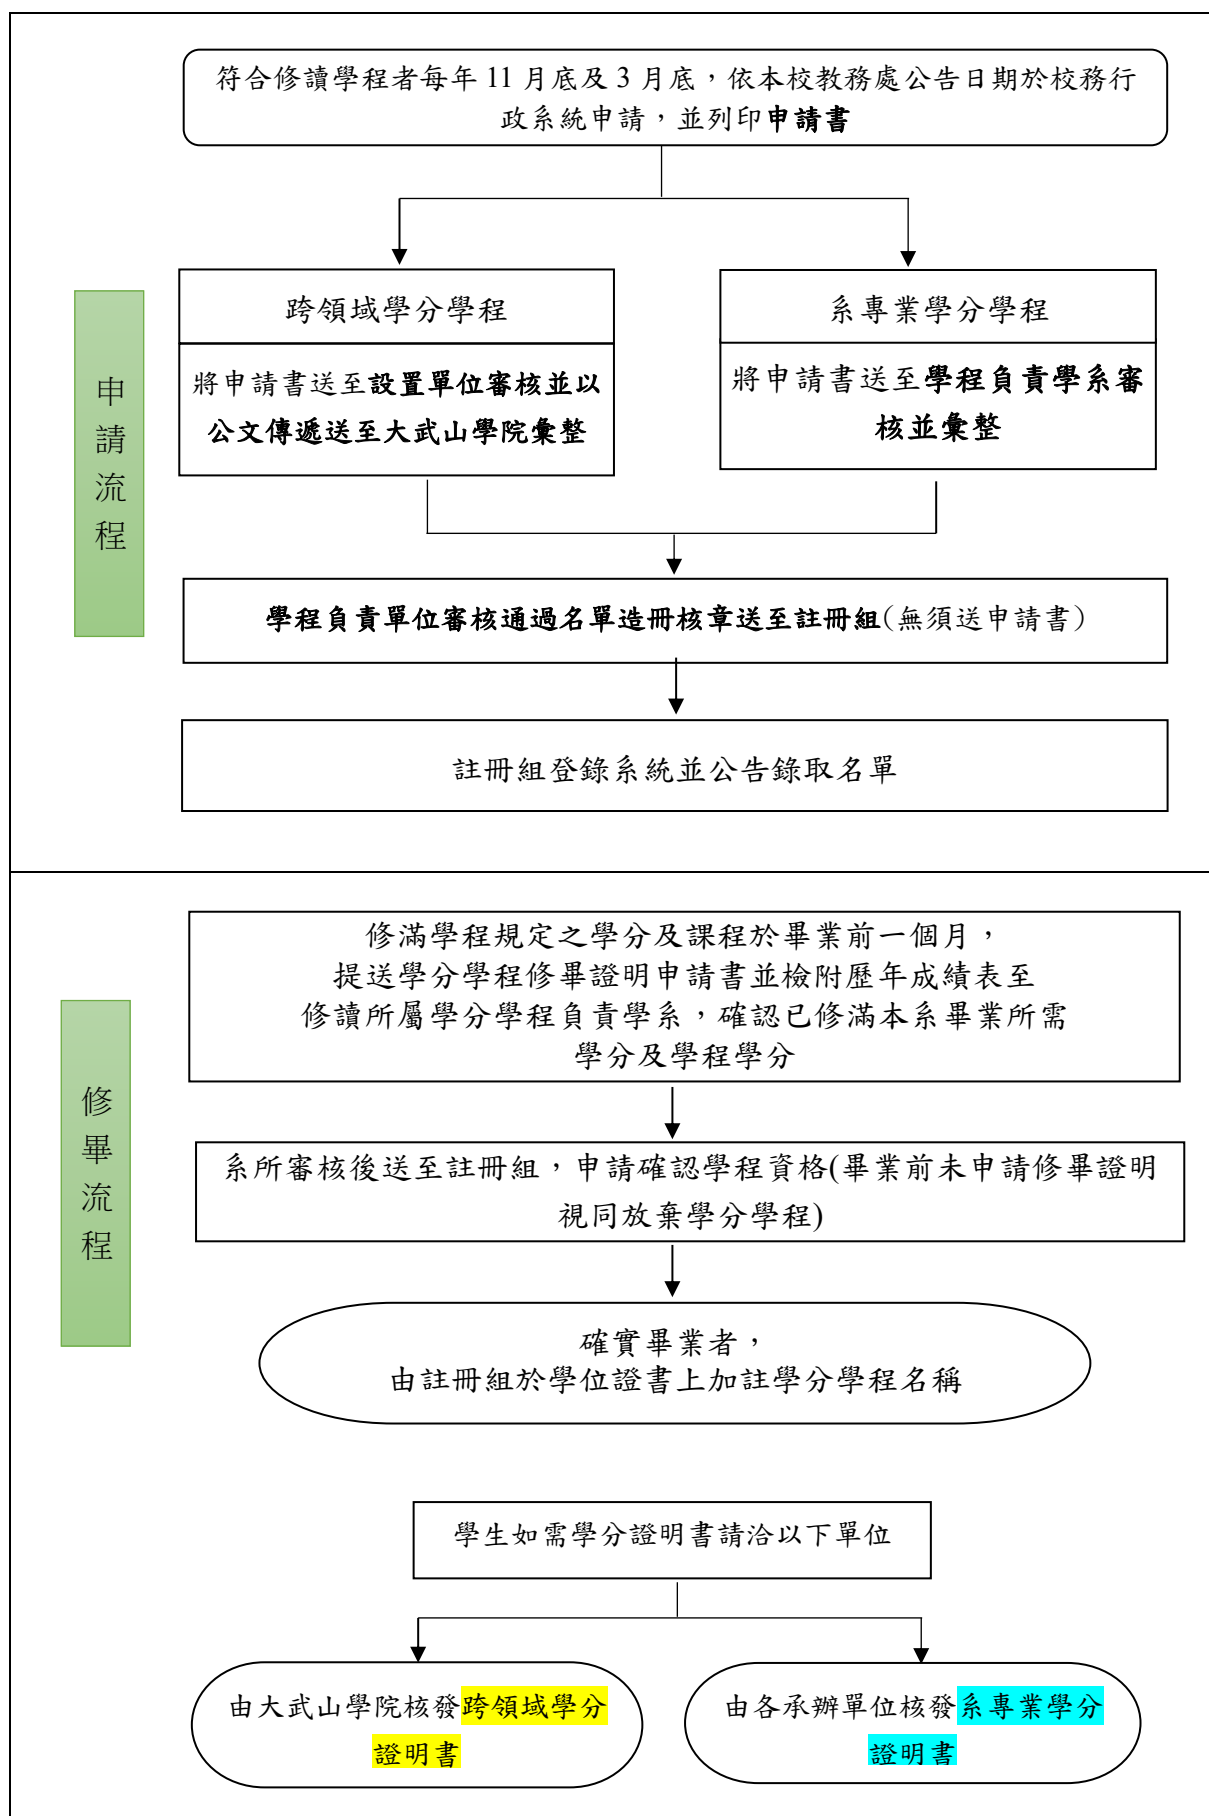 符合修讀學程者每年 11 月底及 3 月底，依本校教務處公告日期於校務行
政系統申請，並列印申請書
申請流程
跨領域學分學程
將申請書送至設置單位審核並以
公文傳遞送至大武山學院彙整
系專業學分學程
將申請書送至學程負責學系審
核並彙整
學程負責單位審核通過名單造冊核章送至註冊組(無須送申請書)
註冊組登錄系統並公告錄取名單
修畢流程
修滿學程規定之學分及課程於畢業前一個月，
提送學分學程修畢證明申請書並檢附歷年成績表至
修讀所屬學分學程負責學系，確認已修滿本系畢業所需
學分及學程學分
系所審核後送至註冊組，申請確認學程資格(畢業前未申請修畢證明
視同放棄學分學程)
確實畢業者，
由註冊組於學位證書上加註學分學程名稱
學生如需學分證明書請洽以下單位
由大武山學院核發跨領域學分
證明書
由各承辦單位核發系專業學分
證明書